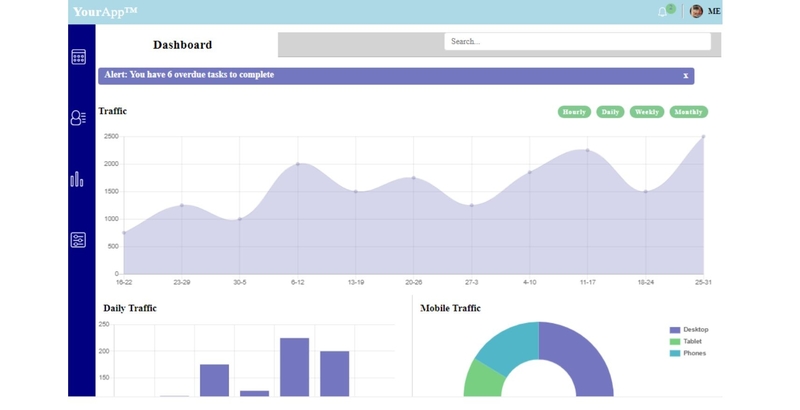 YourApp™
ME
Dashboard
Search...
Alert: You have 6 overdue tasks to complete
x
Traffic
Hourly
Daily
Weekly
Monthly
2500
2000
1500
1000
500
0
16-22
23-29
30-5
6-12
13-19
20-26
27-3
4-10
11-17
18-24
25-31
Daily Traffic
250
200
150
Mobile Traffic
Desktop
Tablet
Phones